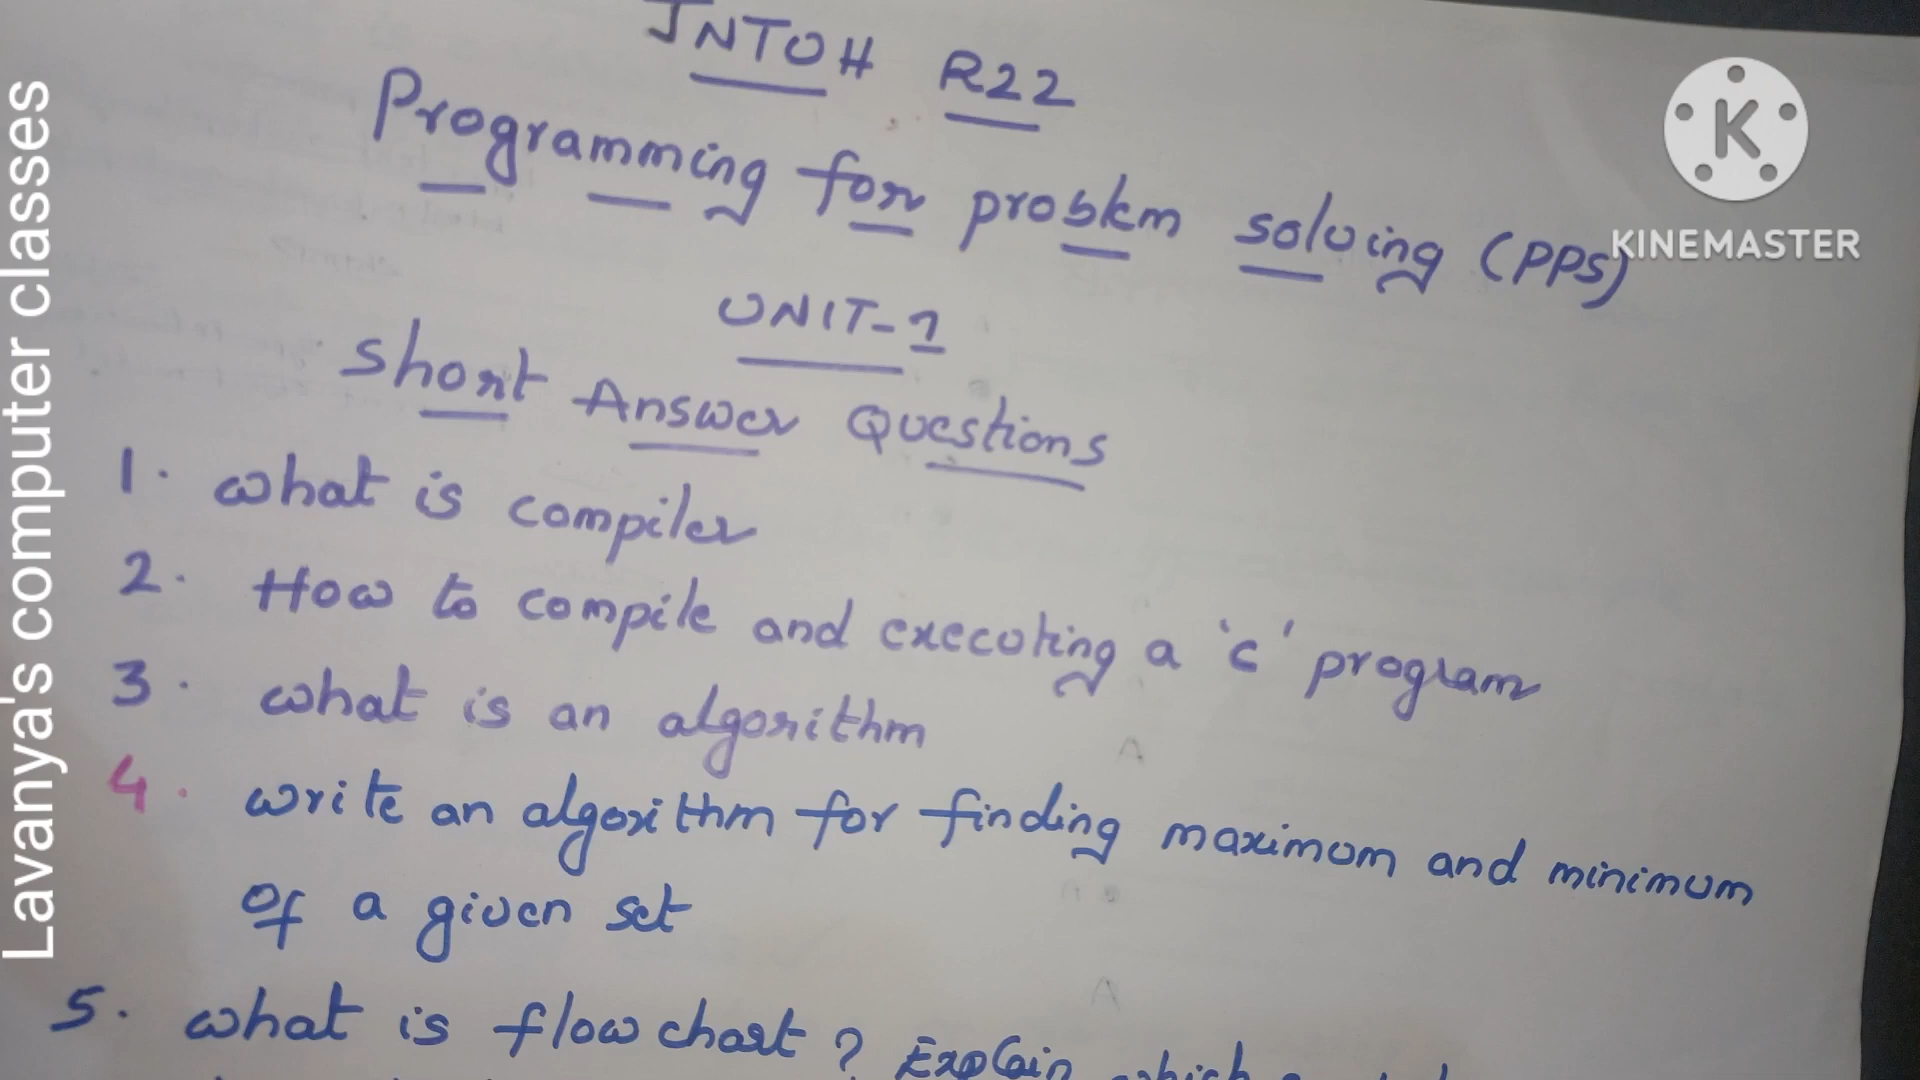 JNTUH R22
Programming for problem solving (PPS)
UNIT-1
Short Answer Questions
1. what is compiler
2. How to compile and executing a 'c' program
3. what is an algorithm
4. write an algorithm for finding maximum and minimum
of a given set
5. what is flow chart? Explain which
KINEMASTER
Lavanya's computer classes